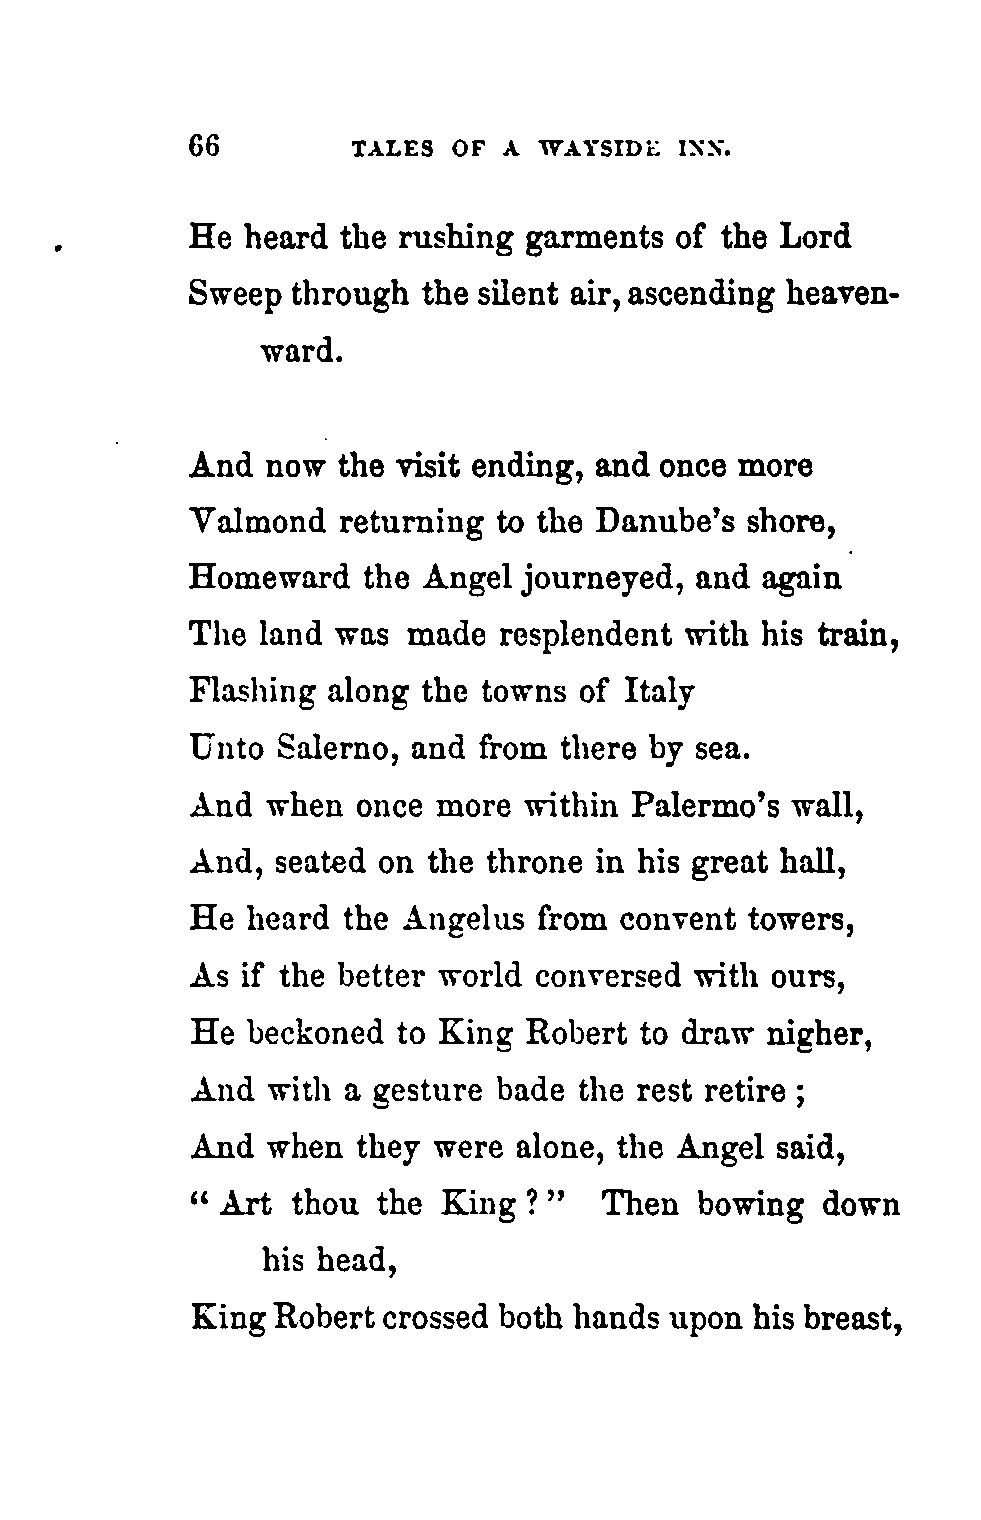 66 TALES OF A WAYSIDE INN.
He heard the rushing garments of the Lord
Sweep through the silent air, ascending heaven-
ward.
And now the visit ending, and once more
Valmond returning to the Danube's shore,
Homeward the Angel journeyed, and again
The land was made resplendent with his train,
Flashing along the towns of Italy
Unto Salerno, and from there by sea.
And when once more within Palermo's wall,
And, seated on the throne in his great hall,
He heard the Angelus from convent towers,
As if the better world conversed with ours,
He beckoned to King Robert to draw nigher,
And with a gesture bade the rest retire ;
And when they were alone, the Angel said,
“ Art thou the King ? ” Then bowing down
his head,
King Robert crossed both hands upon his breast,